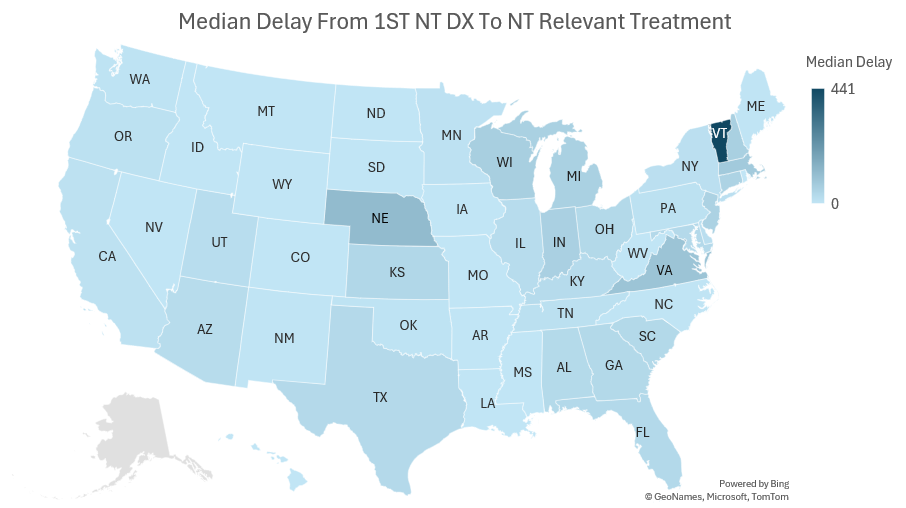 Median Delay From 1ST NT DX To NT Relevant Treatment
Median Delay
441
0
WA
MT
ND
MN
ME
OR
ID
SD
WI
MI
VT
NY
WY
NE
IA
PA
NV
UT
CO
KS
MO
IL
IN
OH
WV
VA
CA
KY
AZ
NM
OK
AR
TN
NC
SC
TX
LA
MS
AL
GA
FL
Powered by Bing
© GeoNames, Microsoft, TomTom